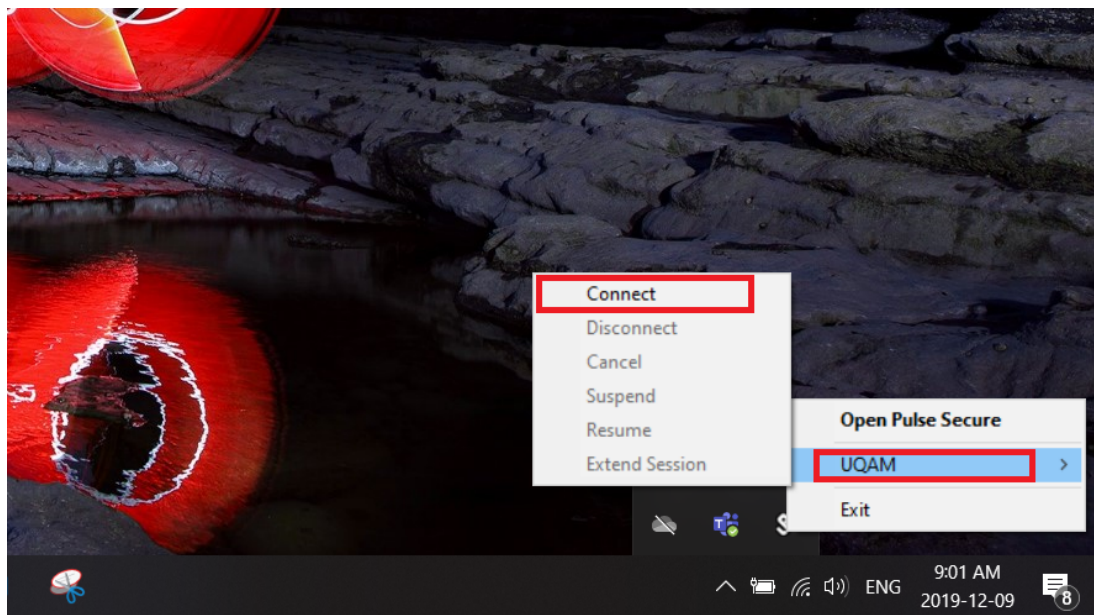 Connect
Disconnect
Cancel
Suspend
Resume
Extend Session
Open Pulse Secure
UQAM
Exit
ENG
9:01 AM
2019-12-09
8